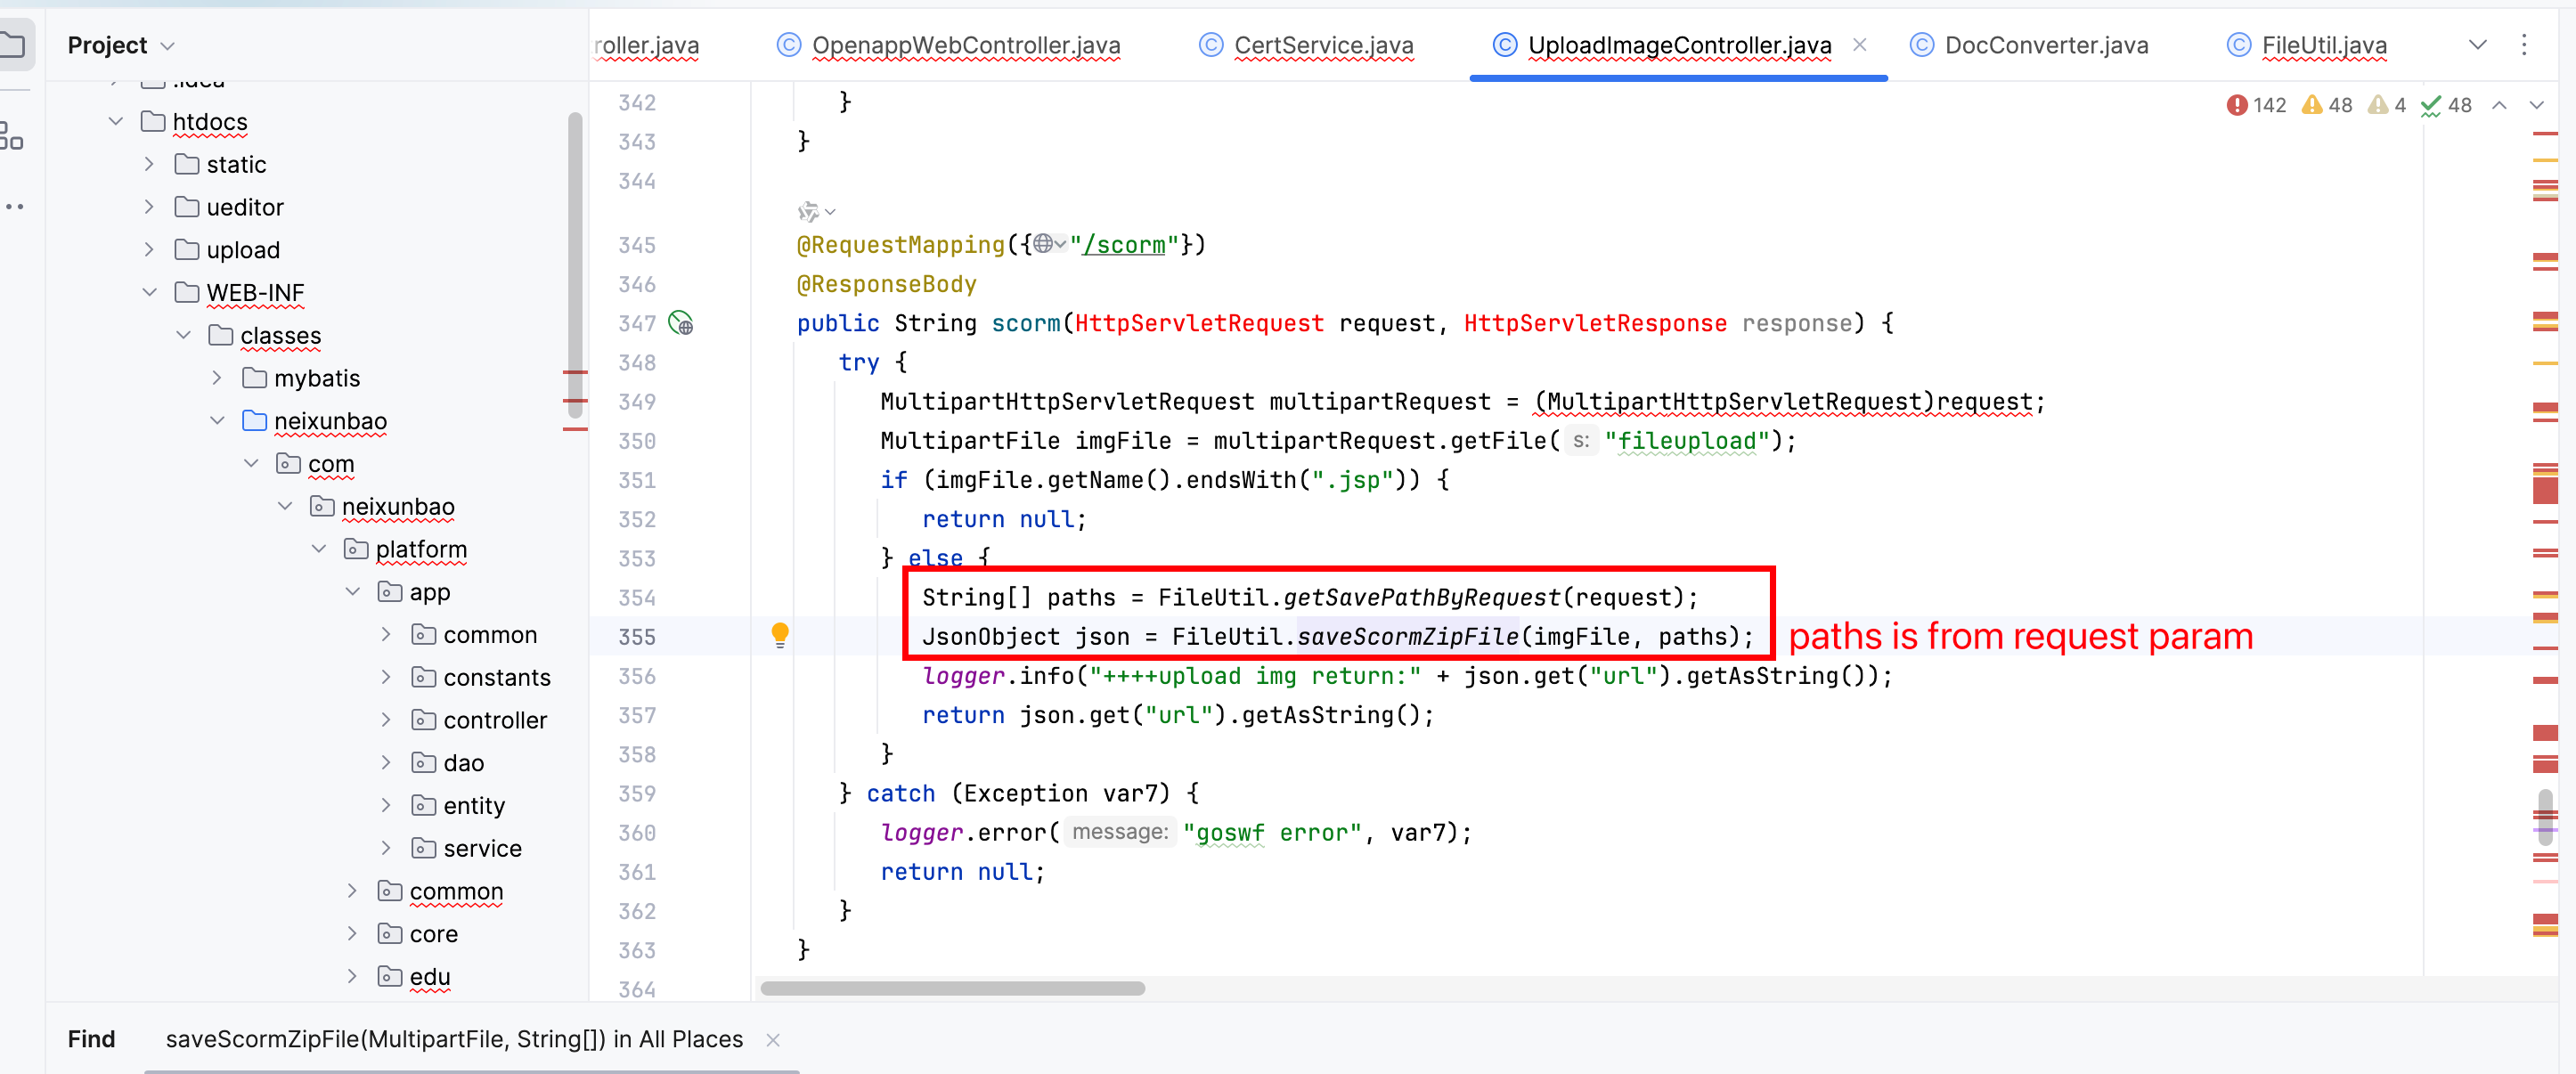 Project
roller.java
OpenappWebController.java
CertService.java
UploadImageController.java
DocConverter.java
FileUtil.java
.idea
htdocs
static
ueditor
upload
WEB-INF
classes
mybatis
neixunbao
com
neixunbao
platform
app
common
constants
controller
dao
entity
service
common
core
edu
142 48 4 48
342 }
343 }
344
345 @RequestMapping({"/scorm"})
346 @ResponseBody
347 public String scorm(HttpServletRequest request, HttpServletResponse response) {
348 try {
349 MultipartHttpServletRequest multipartRequest = (MultipartHttpServletRequest)request;
350 MultipartFile imgFile = multipartRequest.getFile( s: "fileupload");
351 if (imgFile.getName().endsWith(".jsp")) {
352 return null;
353 } else {
354 String[] paths = FileUtil.getSavePathByRequest(request);
355 JsonObject json = FileUtil.saveScormZipFile(imgFile, paths);
paths is from request param
356 logger.info("++++upload img return:" + json.get("url").getAsString());
357 return json.get("url").getAsString();
358 }
359 } catch (Exception var7) {
360 logger.error( message: "goswf error", var7);
361 return null;
362 }
363 }
364
Find
saveScormZipFile(MultipartFile, String[]) in All Places